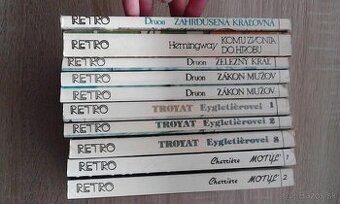 RETRO Druon ZAHRDÚSENÁ KRÁĽOVNÁ
RETRO Hemingway KOMU ZVONIA DO HROBU
RETRO Druon ŽELEZNÝ KRÁĽ
RETRO Druon ZÁKON MUŽOV
RETRO Druon ZÁKON MUŽOV
RETRO TROYAT Eygletièrovci 1
RETRO TROYAT Eygletièrovci 2
RETRO TROYAT Eygletièrovci 3
RETRO Charrière MOTÝĽ 1
RETRO Charrière MOTÝĽ 2